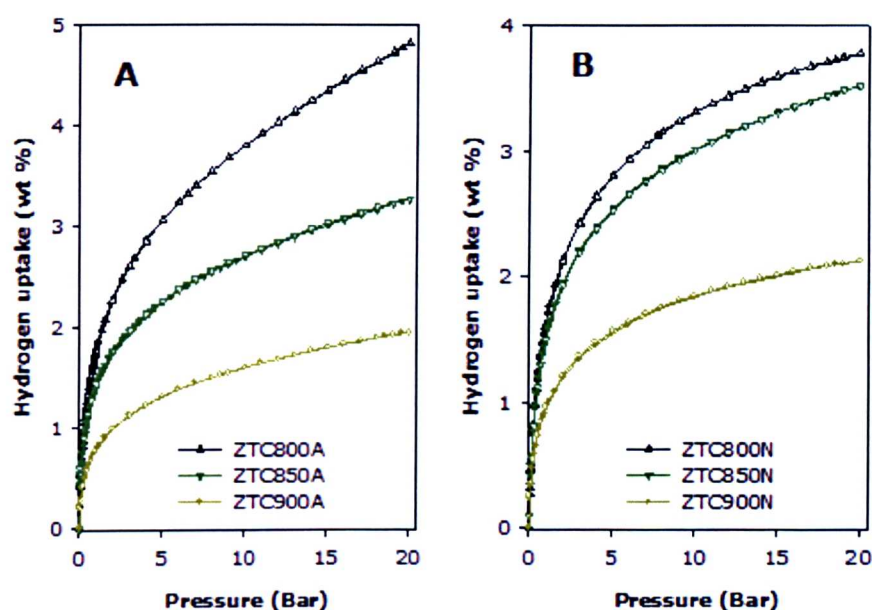 A
Hydrogen uptake (wt %)
5
4
3
2
1
0
ZTC800A
ZTC850A
ZTC900A
0 5 10 15 20
Pressure (Bar)
B
Hydrogen uptake (wt %)
4
3
2
1
0
ZTC800N
ZTC850N
ZTC900N
0 5 10 15 20
Pressure (Bar)